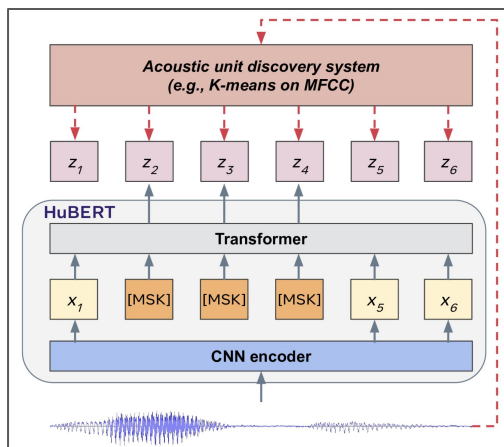 Acoustic unit discovery system
(e.g., K-means on MFCC)
z1 z2 z3 z4 z5 z6
HuBERT
Transformer
x1 [MSK] [MSK] [MSK] x5 x6
CNN encoder